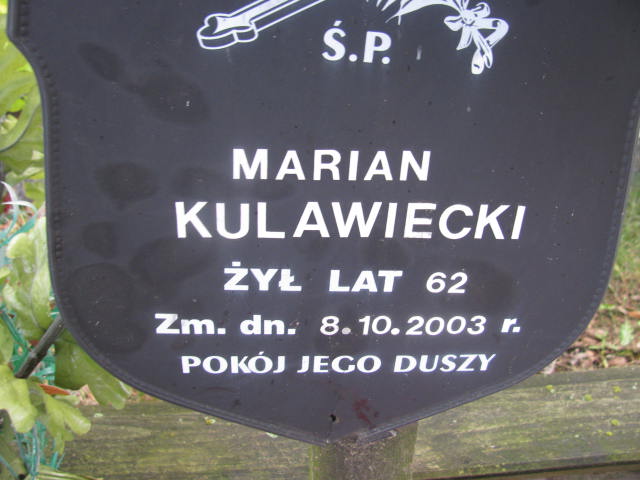 Ś.P.
MARIAN
KULAWIECKI
ŻYŁ LAT 62
Zm. dn. 8.10.2003 r.
POKÓJ JEGO DUSZY